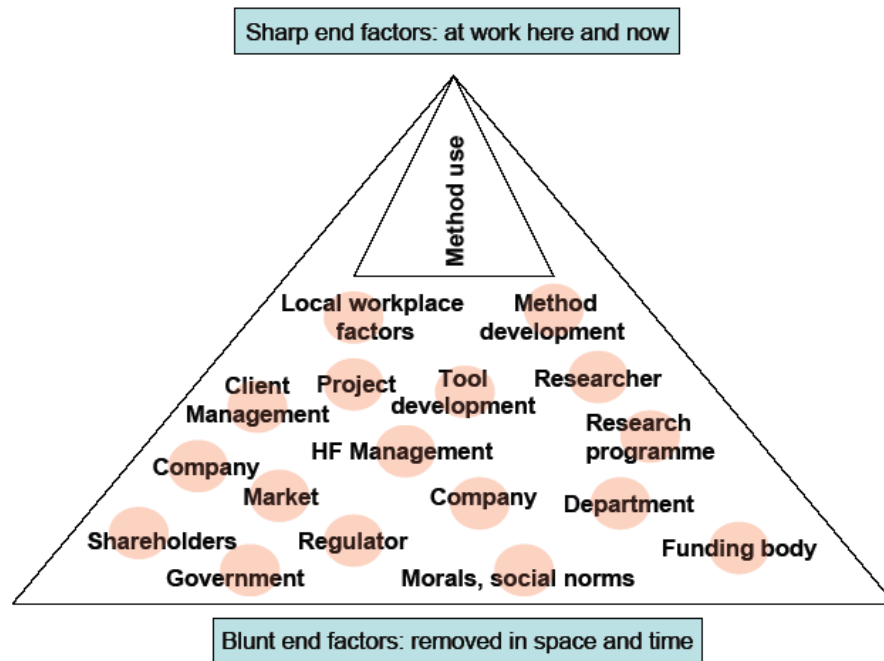 Sharp end factors: at work here and now
Method use
Local workplace
factors
Method
development
Client
Management
Project
Tool
development
Researcher
HF Management
Research
programme
Company
Market
Company
Department
Shareholders
Regulator
Funding body
Government
Morals, social norms
Blunt end factors: removed in space and time